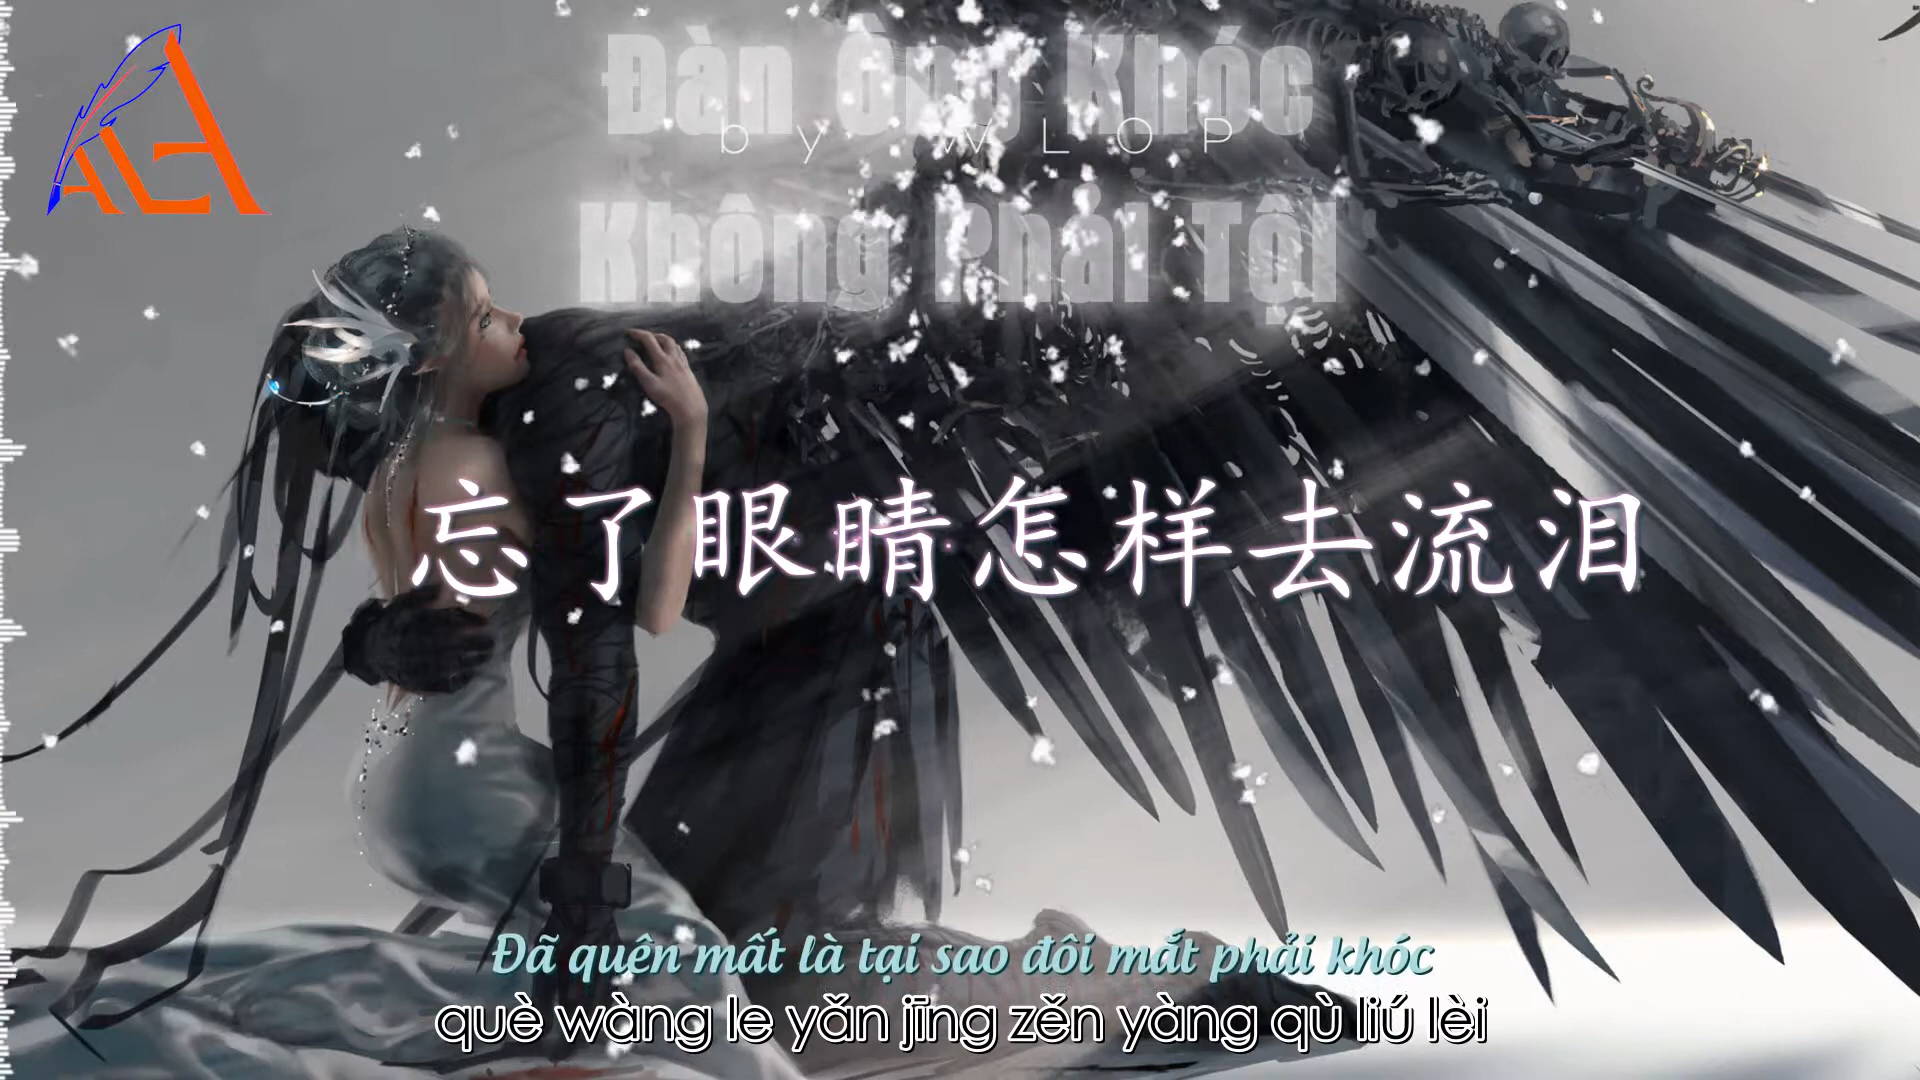 ALE
Đàn Ông Khóc
by WLOP
Không Phải Tội
忘了眼睛怎样去流泪
Đã quên mất là tại sao đôi mắt phải khóc
què wàng le yǎn jīng zěn yàng qù liú lèi